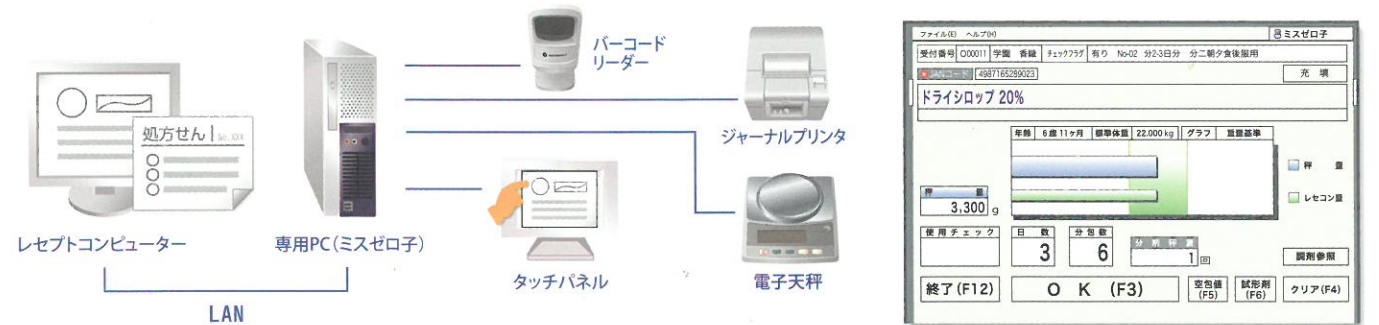 処方せん No.XXX
レセプトコンピューター
専用PC(ミスゼロ子)
LAN
バーコード
リーダー
ジャーナルプリンタ
タッチパネル
電子天秤
ファイル(E) ヘルプ(H)
ミスゼロ子
受付番号 000011 学園 香織 チェックフラグ 有り No-02 分2-3日分 分二朝夕食後服用
JANコード 4987165289023
充填
ドライシロップ 20%
年齢 6歳11ヶ月 標準体重 22.000kg グラフ 重量基準
秤量
レセコン量
秤量
3,300 g
使用チェック
日数
3
分包数
6
分割秤量
1 回
調剤参照
終了(F12)
OK (F3)
空包値
(F5)
試形剤
(F6)
クリア(F4)